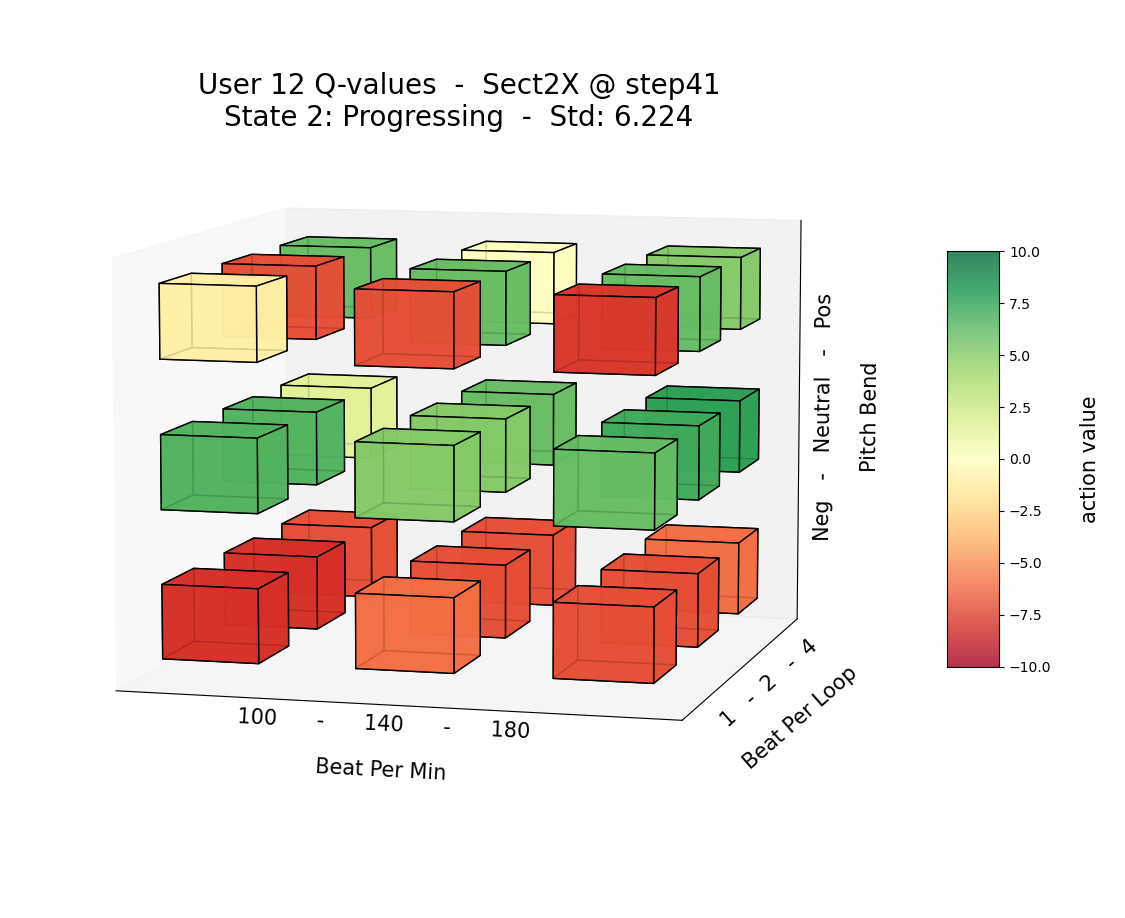 User 12 Q-values  -  Sect2X @ step41
State 2: Progressing  -  Std: 6.224
100 - 140 - 180
Beat Per Min
1 - 2 - 4
Beat Per Loop
Neg - Neutral - Pos
Pitch Bend
10.0
7.5
5.0
2.5
0.0
−2.5
−5.0
−7.5
−10.0
action value